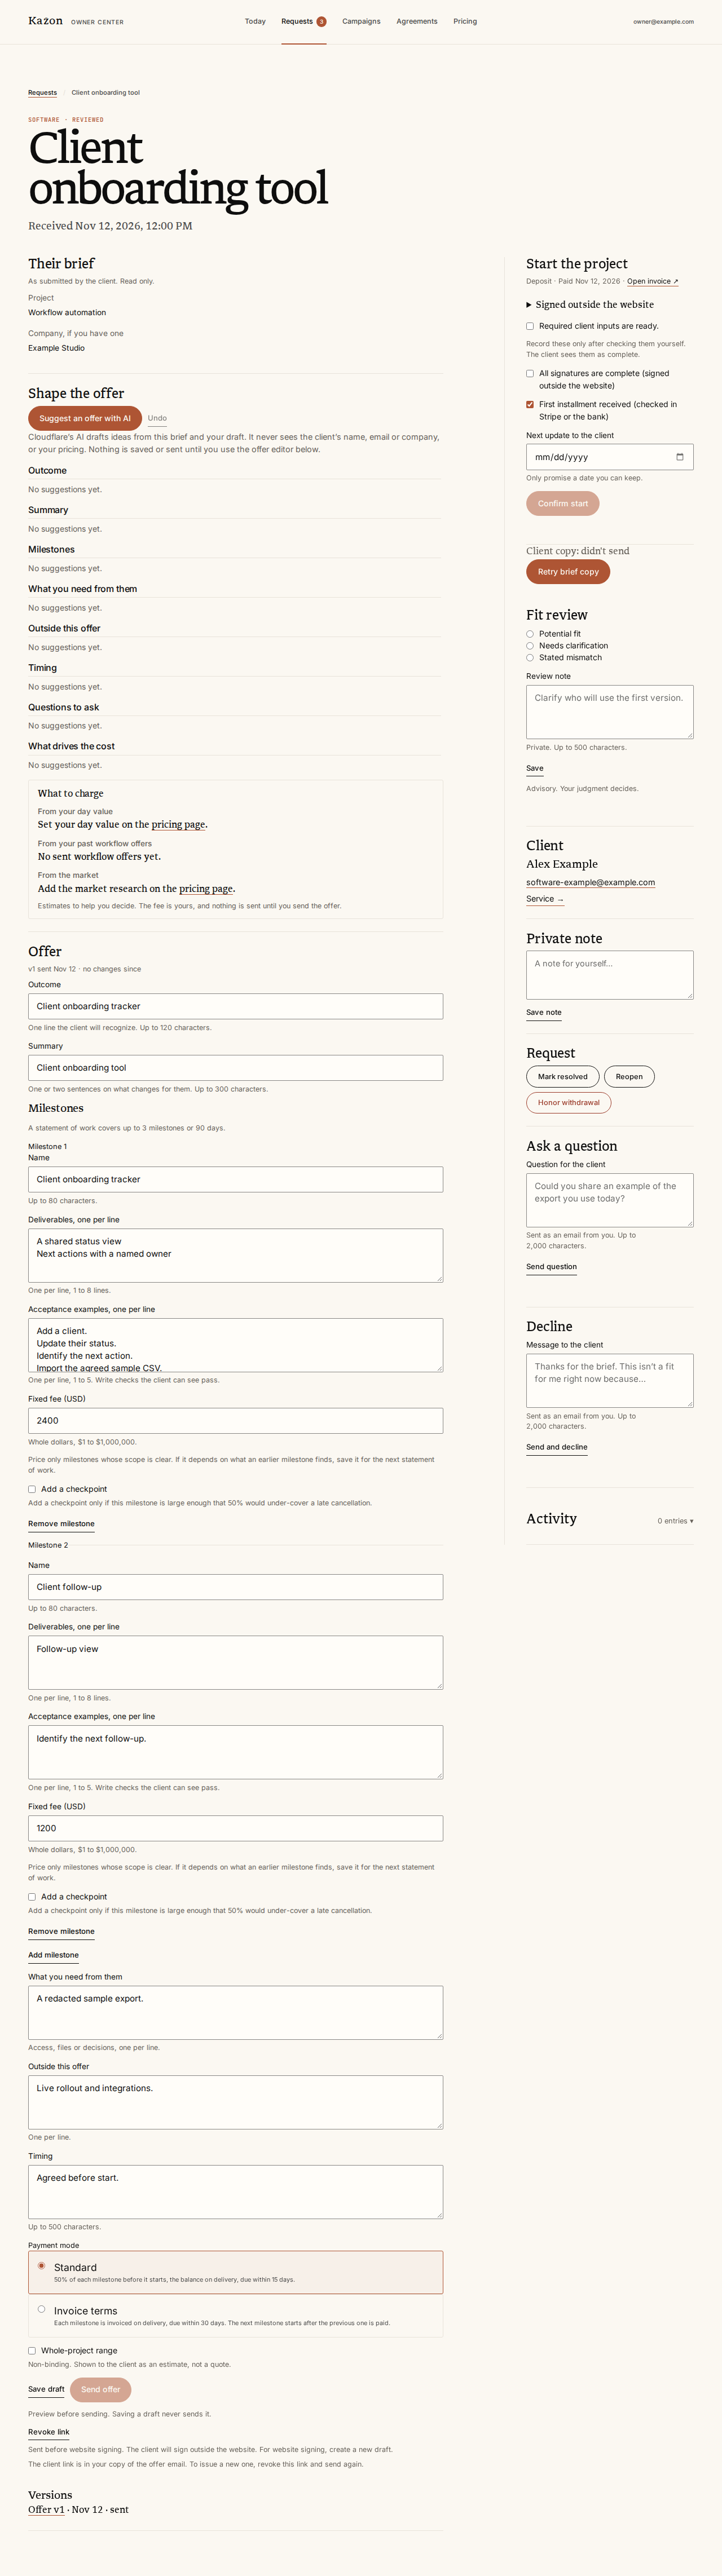 Kazon OWNER CENTER
Today
Requests 3
Campaigns
Agreements
Pricing
owner@example.com
Requests / Client onboarding tool
SOFTWARE · REVIEWED
Client
onboarding tool
Received Nov 12, 2026, 12:00 PM
Their brief
As submitted by the client. Read only.
Project
Workflow automation
Company, if you have one
Example Studio
Shape the offer
Suggest an offer with AI
Undo
Cloudflare's AI drafts ideas from this brief and your draft. It never sees the client's name, email or company,
or your pricing. Nothing is saved or sent until you use the offer editor below.
Outcome
No suggestions yet.
Summary
No suggestions yet.
Milestones
No suggestions yet.
What you need from them
No suggestions yet.
Outside this offer
No suggestions yet.
Timing
No suggestions yet.
Questions to ask
No suggestions yet.
What drives the cost
No suggestions yet.
What to charge
From your day value
Set your day value on the pricing page.
From your past workflow offers
No sent workflow offers yet.
From the market
Add the market research on the pricing page.
Estimates to help you decide. The fee is yours, and nothing is sent until you send the offer.
Offer
v1 sent Nov 12 · no changes since
Outcome
Client onboarding tracker
One line the client will recognize. Up to 120 characters.
Summary
Client onboarding tool
One or two sentences on what changes for them. Up to 300 characters.
Milestones
A statement of work covers up to 3 milestones or 90 days.
Milestone 1
Name
Client onboarding tracker
Up to 80 characters.
Deliverables, one per line
A shared status view
Next actions with a named owner
One per line, 1 to 8 lines.
Acceptance examples, one per line
Add a client.
Update their status.
Identify the next action.
Import the agreed sample CSV.
One per line, 1 to 5. Write checks the client can see pass.
Fixed fee (USD)
2400
Whole dollars, $1 to $1,000,000.
Price only milestones whose scope is clear. If it depends on what an earlier milestone finds, save it for the next statement
of work.
Add a checkpoint
Add a checkpoint only if this milestone is large enough that 50% would under-cover a late cancellation.
Remove milestone
Milestone 2
Name
Client follow-up
Up to 80 characters.
Deliverables, one per line
Follow-up view
One per line, 1 to 8 lines.
Acceptance examples, one per line
Identify the next follow-up.
One per line, 1 to 5. Write checks the client can see pass.
Fixed fee (USD)
1200
Whole dollars, $1 to $1,000,000.
Price only milestones whose scope is clear. If it depends on what an earlier milestone finds, save it for the next statement
of work.
Add a checkpoint
Add a checkpoint only if this milestone is large enough that 50% would under-cover a late cancellation.
Remove milestone
Add milestone
What you need from them
A redacted sample export.
Access, files or decisions, one per line.
Outside this offer
Live rollout and integrations.
One per line.
Timing
Agreed before start.
Up to 500 characters.
Payment mode
Standard
50% of each milestone before it starts, the balance on delivery, due within 15 days.
Invoice terms
Each milestone is invoiced on delivery, due within 30 days. The next milestone starts after the previous one is paid.
Whole-project range
Non-binding. Shown to the client as an estimate, not a quote.
Save draft
Send offer
Preview before sending. Saving a draft never sends it.
Revoke link
Sent before website signing. The client will sign outside the website. For website signing, create a new draft.
The client link is in your copy of the offer email. To issue a new one, revoke this link and send again.
Versions
Offer v1 · Nov 12 · sent
Start the project
Deposit · Paid Nov 12, 2026 · Open invoice ↗
▶ Signed outside the website
Required client inputs are ready.
Record these only after checking them yourself.
The client sees them as complete.
All signatures are complete (signed
outside the website)
First installment received (checked in
Stripe or the bank)
Next update to the client
mm/dd/yyyy
Only promise a date you can keep.
Confirm start
Client copy: didn't send
Retry brief copy
Fit review
Potential fit
Needs clarification
Stated mismatch
Review note
Clarify who will use the first version.
Private. Up to 500 characters.
Save
Advisory. Your judgment decides.
Client
Alex Example
software-example@example.com
Service →
Private note
A note for yourself...
Save note
Request
Mark resolved
Reopen
Honor withdrawal
Ask a question
Question for the client
Could you share an example of the
export you use today?
Sent as an email from you. Up to
2,000 characters.
Send question
Decline
Message to the client
Thanks for the brief. This isn't a fit
for me right now because...
Sent as an email from you. Up to
2,000 characters.
Send and decline
Activity
0 entries ▾